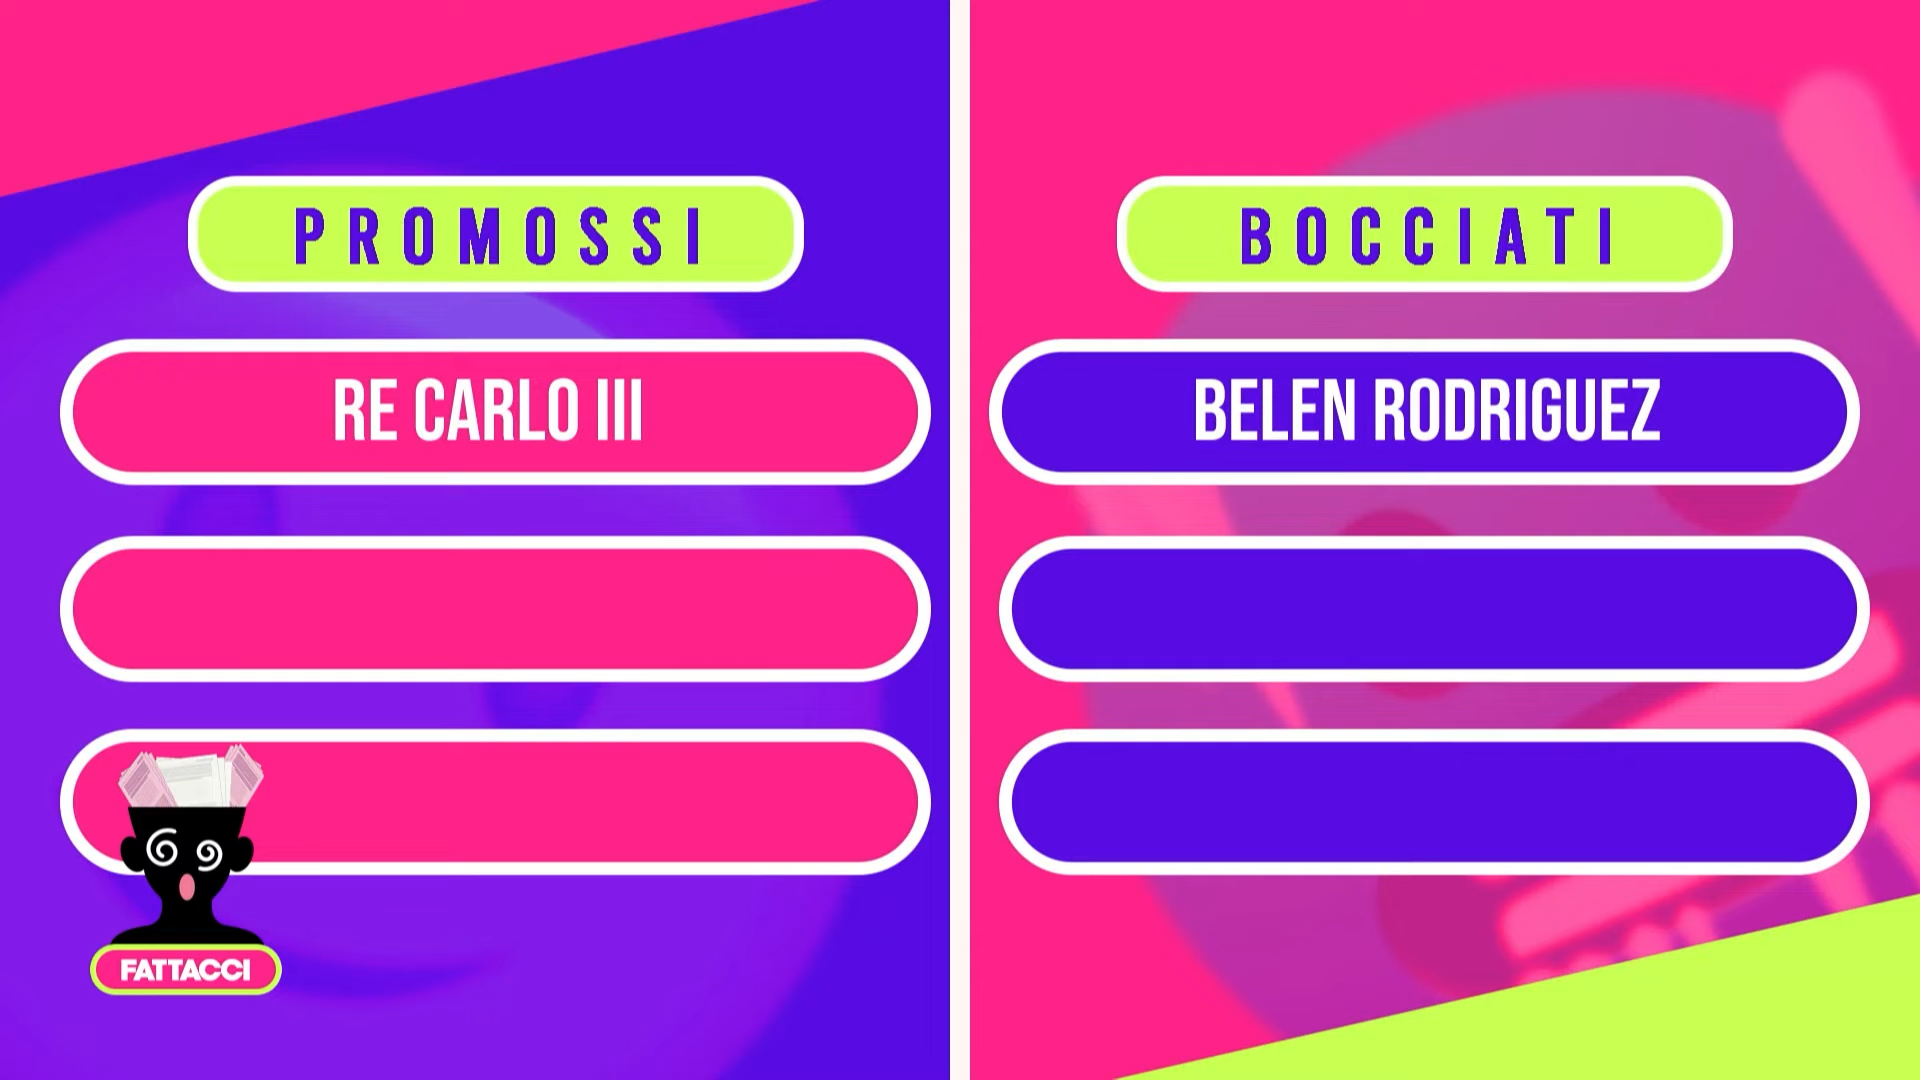 PROMOSSI
RE CARLO III
BOCCIATI
BELEN RODRIGUEZ
FATTACCI